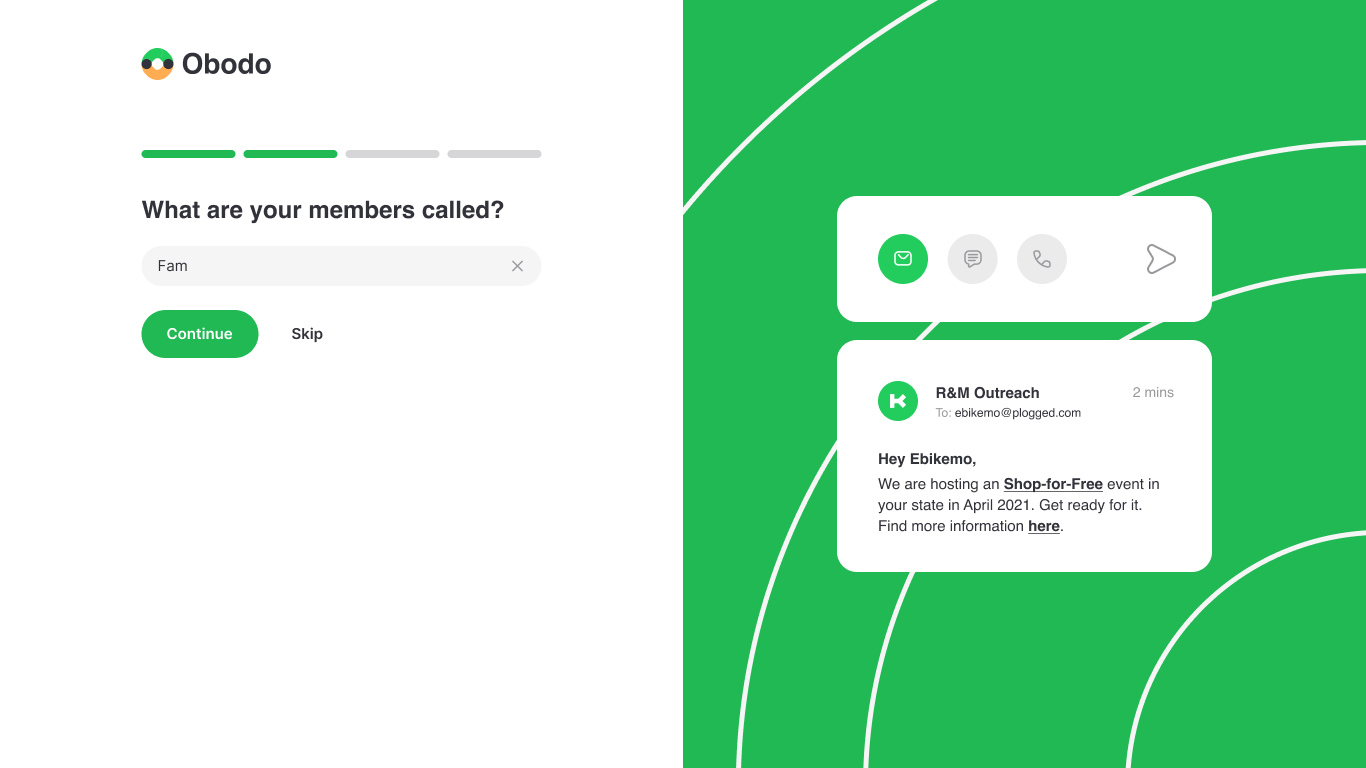 Obodo
What are your members called?
Fam
Continue Skip
R&M Outreach 2 mins
To: ebikemo@plogged.com
Hey Ebikemo,
We are hosting an Shop-for-Free event in
your state in April 2021. Get ready for it.
Find more information here.